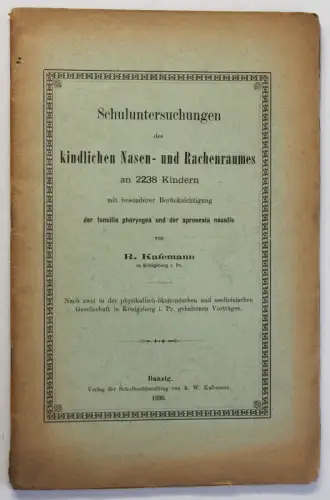 Schuluntersuchungen
des
kindlichen Nasen- und Rachenraumes
an 2238 Kindern
mit besonderer Berücksichtigung
der tonsilla pharyngea und der aprosexia nasalis
von
R. Kafemann
in Königsberg i. Pr.
Nach zwei in der physikalisch-ökonomischen und medicinischen
Gesellschaft in Königsberg i. Pr. gehaltenen Vorträgen.
Danzig.
Verlag der Schulbuchhandlung von A. W. Kafemann.
1890.